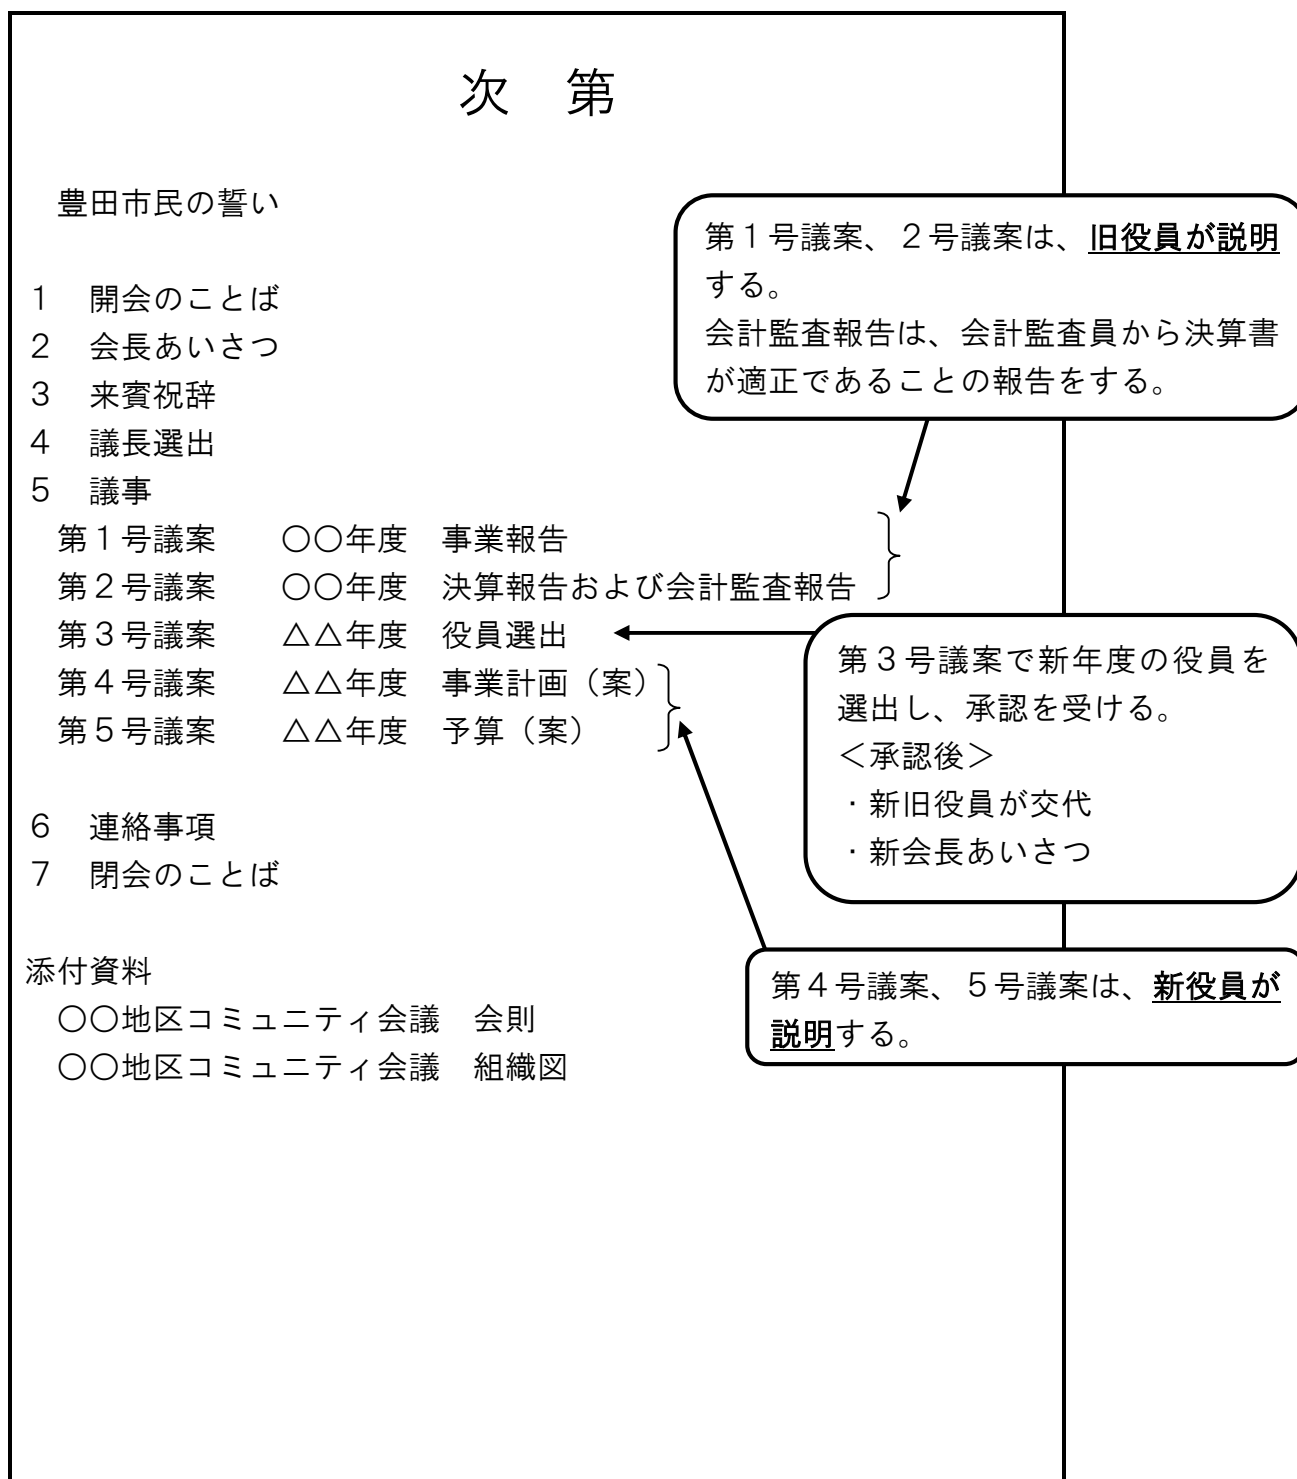 次　第
豊田市民の誓い
１　開会のことば
２　会長あいさつ
３　来賓祝辞
４　議長選出
５　議事
第１号議案　　〇〇年度　事業報告
第２号議案　　〇〇年度　決算報告および会計監査報告
第３号議案　　△△年度　役員選出
第４号議案　　△△年度　事業計画（案）
第５号議案　　△△年度　予算（案）
６　連絡事項
７　閉会のことば
添付資料
〇〇地区コミュニティ会議　会則
〇〇地区コミュニティ会議　組織図
第１号議案、２号議案は、旧役員が説明
する。
会計監査報告は、会計監査員から決算書
が適正であることの報告をする。
第３号議案で新年度の役員を
選出し、承認を受ける。
＜承認後＞
・新旧役員が交代
・新会長あいさつ
第４号議案、５号議案は、新役員が
説明する。